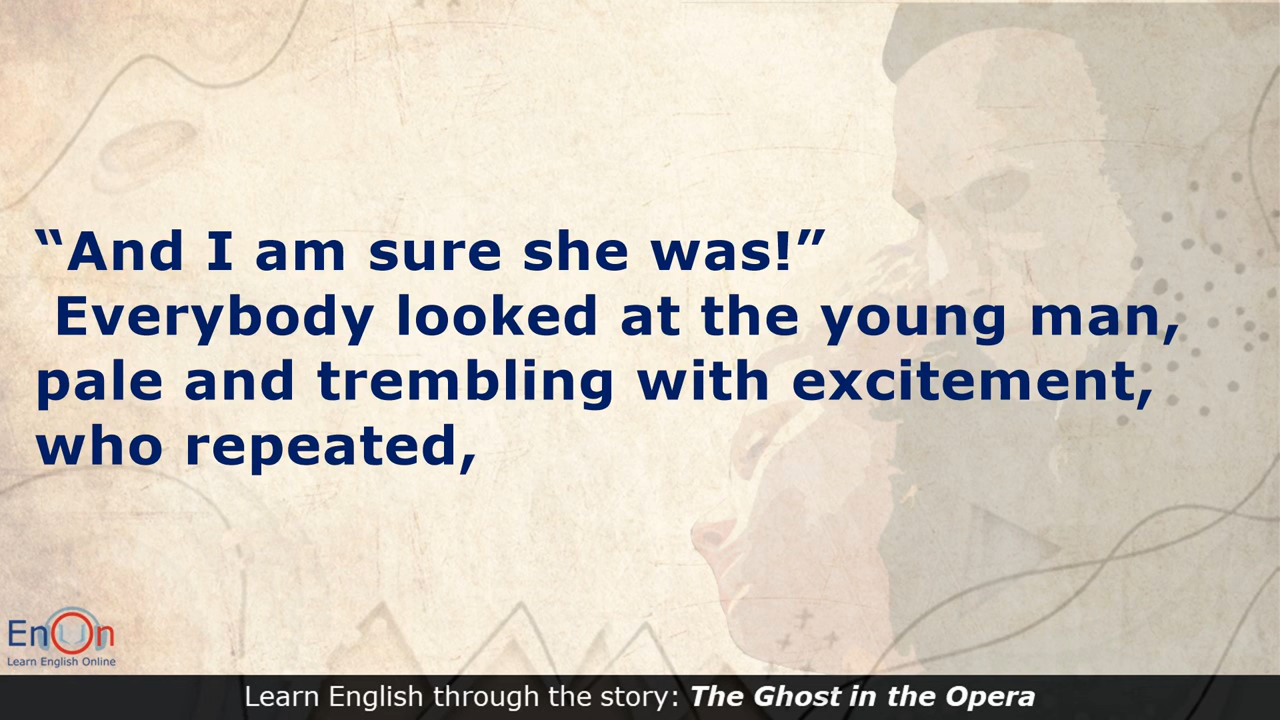 “And I am sure she was!”
Everybody looked at the young man,
pale and trembling with excitement,
who repeated,
EnOn
Learn English Online
Learn English through the story: The Ghost in the Opera